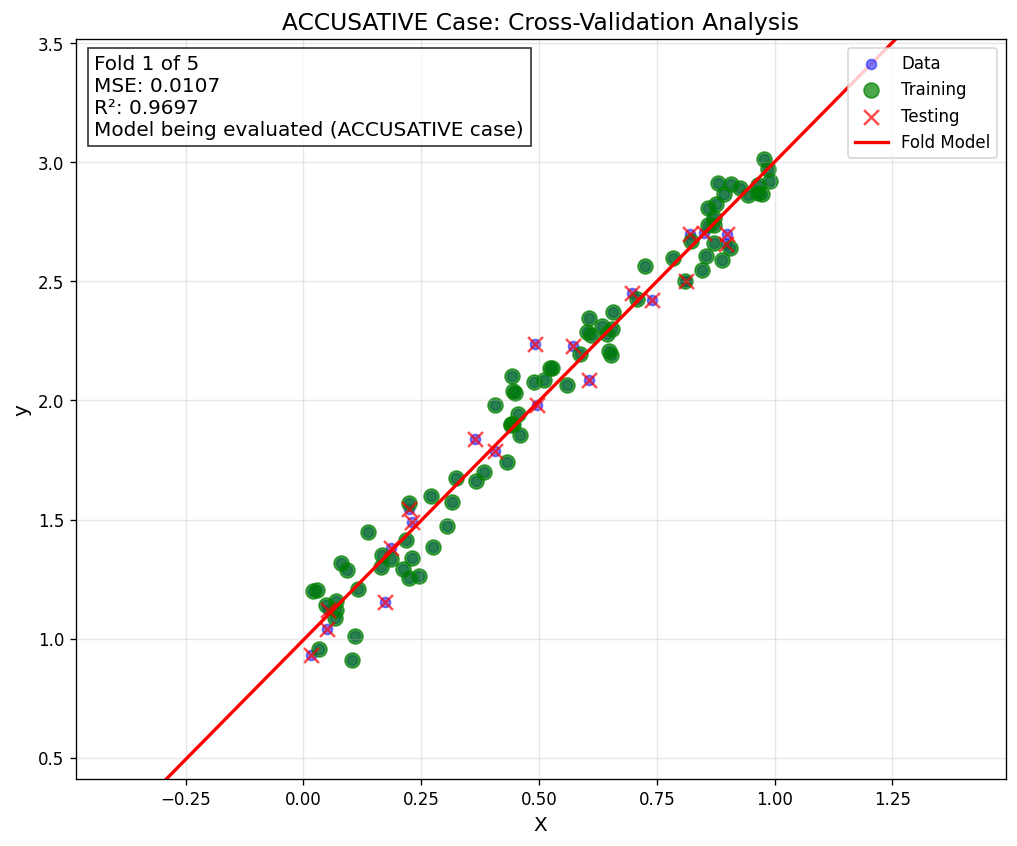 ACCUSATIVE Case: Cross-Validation Analysis
Fold 1 of 5
MSE: 0.0107
R²: 0.9697
Model being evaluated (ACCUSATIVE case)
Data
Training
Testing
Fold Model
3.5
3.0
2.5
2.0
1.5
1.0
0.5
y
−0.25
0.00
0.25
0.50
0.75
1.00
1.25
X